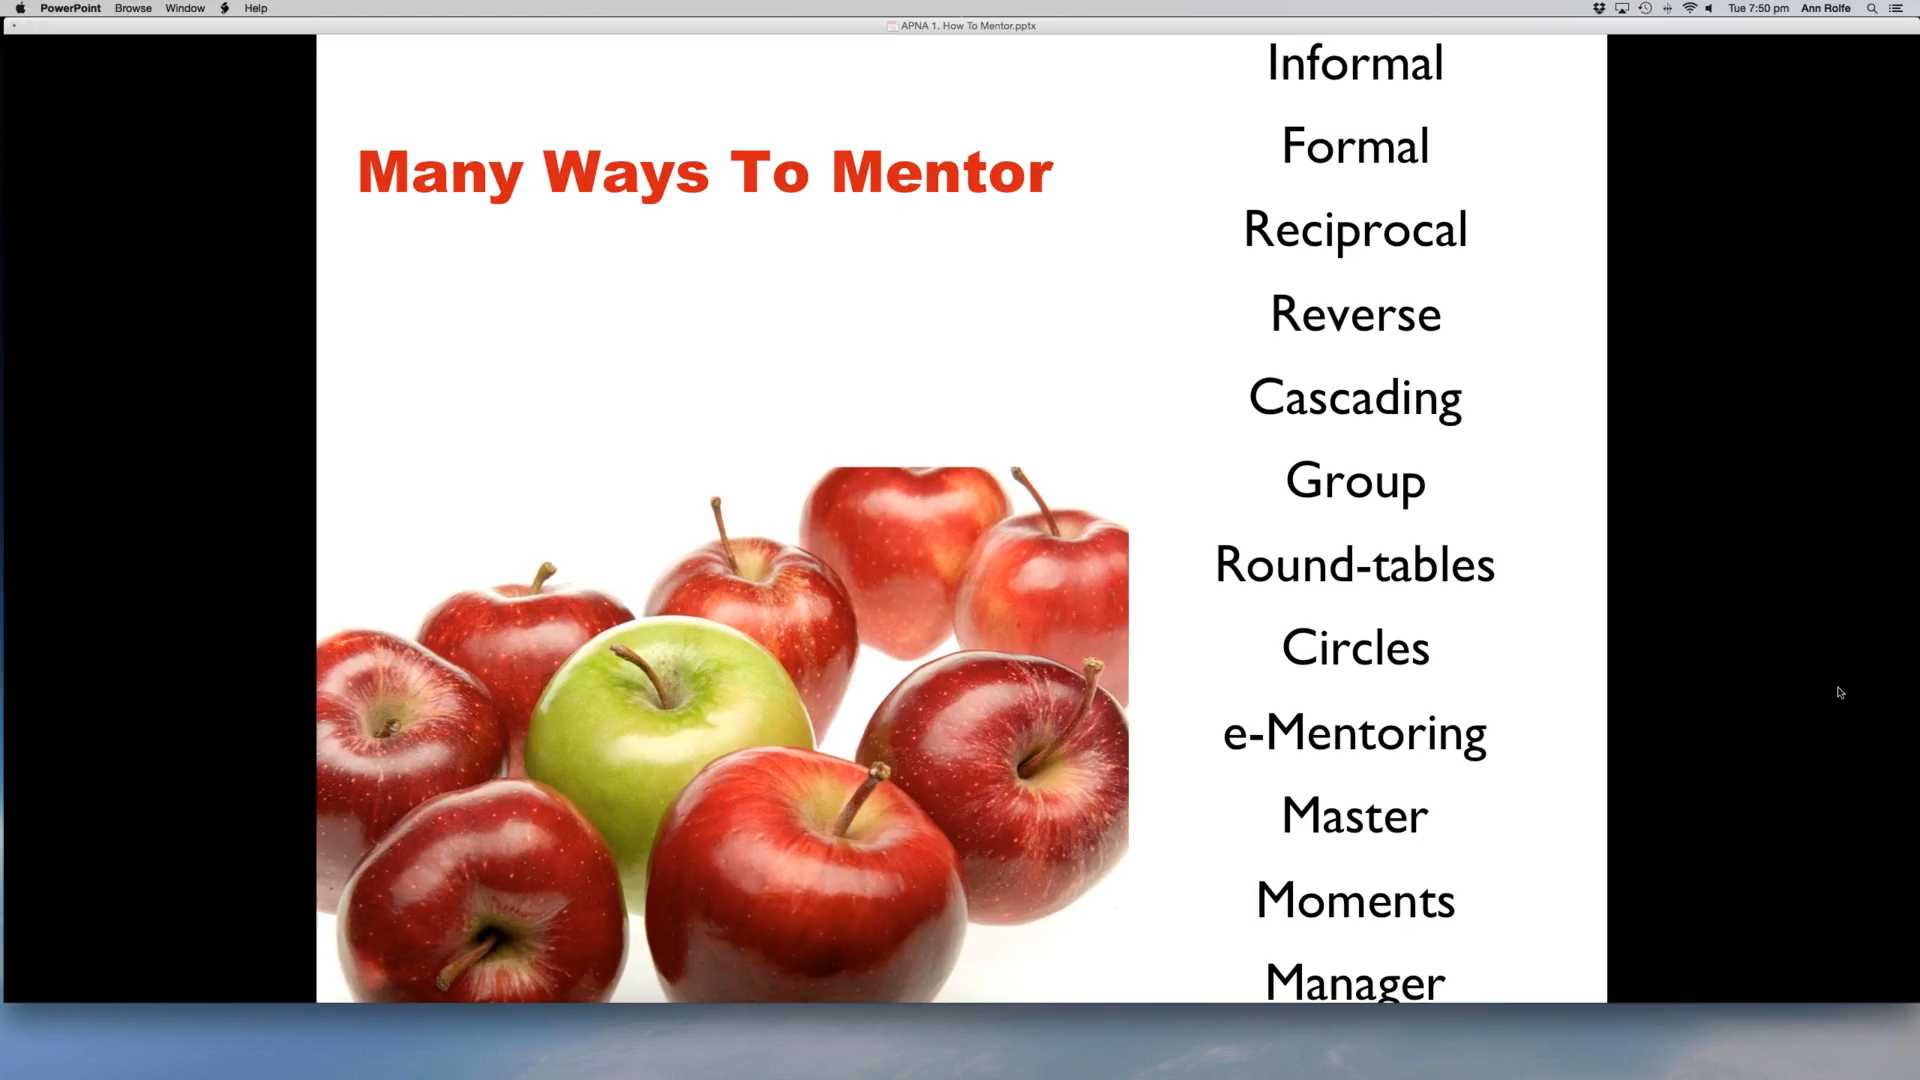 PowerPoint Browse Window Help Tue 7:50 pm Ann Rolfe
APNA 1. How To Mentor.pptx
Many Ways To Mentor
Informal
Formal
Reciprocal
Reverse
Cascading
Group
Round-tables
Circles
e-Mentoring
Master
Moments
Manager